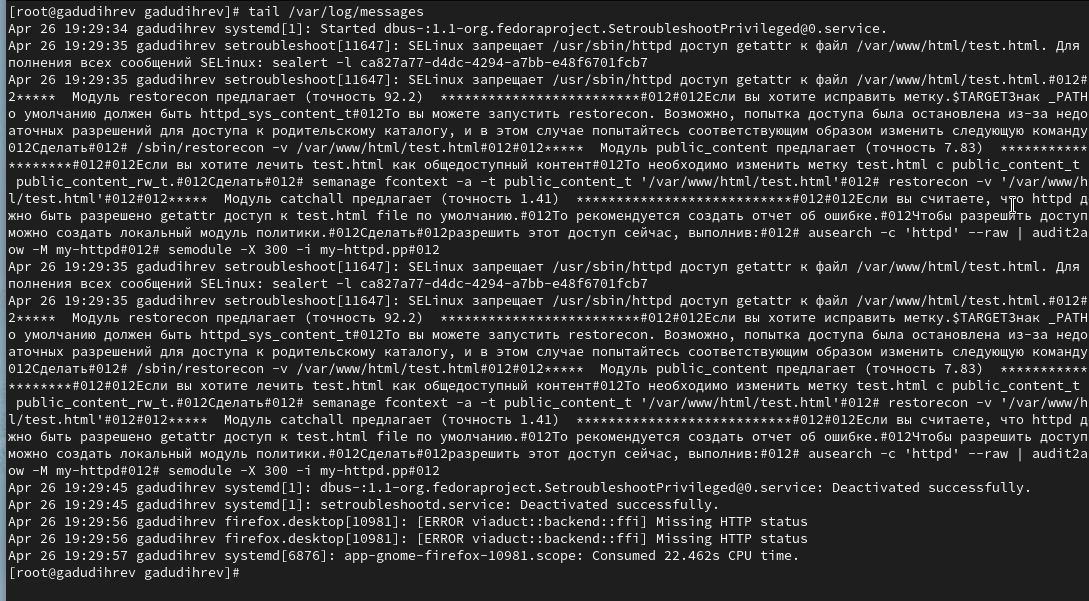 [root@gadudihrev gadudihrev]# tail /var/log/messages
Apr 26 19:29:34 gadudihrev systemd[1]: Started dbus-:1.1-org.fedoraproject.SetroubleshootPrivileged@0.service.
Apr 26 19:29:35 gadudihrev setroubleshoot[11647]: SELinux запрещает /usr/sbin/httpd доступ getattr к файл /var/www/html/test.html. Для
полнения всех сообщений SELinux: sealert -l ca827a77-d4dc-4294-a7bb-e48f6701fcb7
Apr 26 19:29:35 gadudihrev setroubleshoot[11647]: SELinux запрещает /usr/sbin/httpd доступ getattr к файл /var/www/html/test.html.#012#
2*****  Модуль restorecon предлагает (точность 92.2)  ************************#012#012Если вы хотите исправить метку.$TARGETЗнак _PATH
о умолчанию должен быть httpd_sys_content_t#012То вы можете запустить restorecon. Возможно, попытка доступа была остановлена из-за недо
аточных разрешений для доступа к родительскому каталогу, и в этом случае попытайтесь соответствующим образом изменить следующую команду
012Сделать#012# /sbin/restorecon -v /var/www/html/test.html#012#012*****  Модуль public_content предлагает (точность 7.83)  ***********
********#012#012Если вы хотите лечить test.html как общедоступный контент#012То необходимо изменить метку test.html с public_content_t
public_content_rw_t.#012Сделать#012# semanage fcontext -a -t public_content_t '/var/www/html/test.html'#012# restorecon -v '/var/www/h
l/test.html'#012#012*****  Модуль catchall предлагает (точность 1.41)  **************************#012#012Если вы считаете, что httpd д
жно быть разрешено getattr доступ к test.html file по умолчанию.#012То рекомендуется создать отчет об ошибке.#012Чтобы разрешить доступ
можно создать локальный модуль политики.#012Сделать#012разрешить этот доступ сейчас, выполнив:#012# ausearch -c 'httpd' --raw | audit2a
ow -M my-httpd#012# semodule -X 300 -i my-httpd.pp#012
Apr 26 19:29:35 gadudihrev setroubleshoot[11647]: SELinux запрещает /usr/sbin/httpd доступ getattr к файл /var/www/html/test.html. Для
полнения всех сообщений SELinux: sealert -l ca827a77-d4dc-4294-a7bb-e48f6701fcb7
Apr 26 19:29:35 gadudihrev setroubleshoot[11647]: SELinux запрещает /usr/sbin/httpd доступ getattr к файл /var/www/html/test.html.#012#
2*****  Модуль restorecon предлагает (точность 92.2)  ************************#012#012Если вы хотите исправить метку.$TARGETЗнак _PATH
о умолчанию должен быть httpd_sys_content_t#012То вы можете запустить restorecon. Возможно, попытка доступа была остановлена из-за недо
аточных разрешений для доступа к родительскому каталогу, и в этом случае попытайтесь соответствующим образом изменить следующую команду
012Сделать#012# /sbin/restorecon -v /var/www/html/test.html#012#012*****  Модуль public_content предлагает (точность 7.83)  ***********
********#012#012Если вы хотите лечить test.html как общедоступный контент#012То необходимо изменить метку test.html с public_content_t
public_content_rw_t.#012Сделать#012# semanage fcontext -a -t public_content_t '/var/www/html/test.html'#012# restorecon -v '/var/www/h
l/test.html'#012#012*****  Модуль catchall предлагает (точность 1.41)  **************************#012#012Если вы считаете, что httpd д
жно быть разрешено getattr доступ к test.html file по умолчанию.#012То рекомендуется создать отчет об ошибке.#012Чтобы разрешить доступ
можно создать локальный модуль политики.#012Сделать#012разрешить этот доступ сейчас, выполнив:#012# ausearch -c 'httpd' --raw | audit2a
ow -M my-httpd#012# semodule -X 300 -i my-httpd.pp#012
Apr 26 19:29:45 gadudihrev systemd[1]: dbus-:1.1-org.fedoraproject.SetroubleshootPrivileged@0.service: Deactivated successfully.
Apr 26 19:29:45 gadudihrev systemd[1]: setroubleshootd.service: Deactivated successfully.
Apr 26 19:29:56 gadudihrev firefox.desktop[10981]: [ERROR viaduct::backend::ffi] Missing HTTP status
Apr 26 19:29:56 gadudihrev firefox.desktop[10981]: [ERROR viaduct::backend::ffi] Missing HTTP status
Apr 26 19:29:57 gadudihrev systemd[6876]: app-gnome-firefox-10981.scope: Consumed 22.462s CPU time.
[root@gadudihrev gadudihrev]#